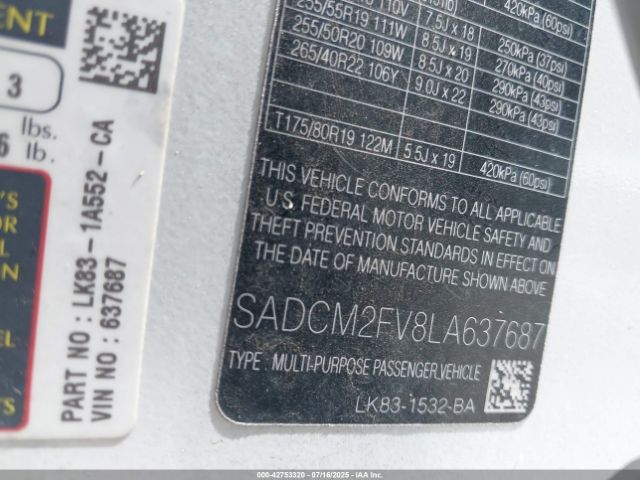 ENT
3
lbs.
lb.
PART NO : LK83-1A552-CA
VIN NO : 637687
110V 7.5J x 18 420kPa (60psi)
255/55R19 111W 8.5J x 19 250kPa (37psi)
255/50R20 109W 8.5J x 20 270kPa (40psi)
265/40R22 106Y 9.0J x 22 290kPa (43psi)
290kPa (43psi)
T175/80R19 122M 5.5J x 19 420kPa (60psi)
THIS VEHICLE CONFORMS TO ALL APPLICABLE
U.S. FEDERAL MOTOR VEHICLE SAFETY AND
THEFT PREVENTION STANDARDS IN EFFECT ON
THE DATE OF MANUFACTURE SHOWN ABOVE
SADCM2FV8LA637687
TYPE : MULTI-PURPOSE PASSENGER VEHICLE
LK83-1532-BA
000-42753320 | 07/16/2025 | IAA Inc.